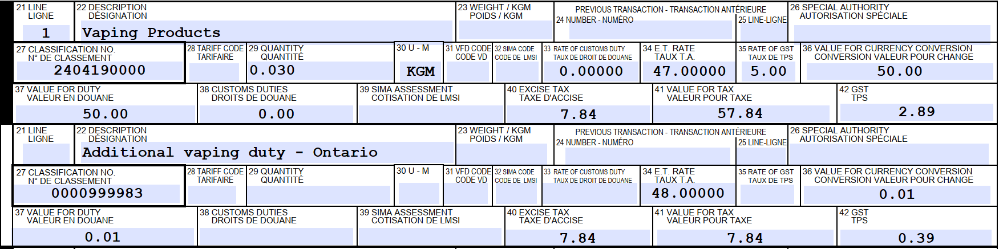 21 LINE
LIGNE
1
22 DESCRIPTION
DÉSIGNATION
Vaping Products
23 WEIGHT / KGM
POIDS / KGM
PREVIOUS TRANSACTION - TRANSACTION ANTÉRIEURE
24 NUMBER - NUMÉRO
25 LINE-LIGNE
26 SPECIAL AUTHORITY
AUTORISATION SPÉCIALE
27 CLASSIFICATION NO.
N° DE CLASSEMENT
2404190000
28 TARIFF CODE
TARIFAIRE
29 QUANTITY
QUANTITÉ
0.030
30 U - M
KGM
31 VFD CODE
CODE VD
32 SIMA CODE
CODE DE LMSI
33 RATE OF CUSTOMS DUTY
TAUX DE DROIT DE DOUANE
0.00000
34 E.T. RATE
TAUX T.A.
47.00000
35 RATE OF GST
TAUX DE TPS
5.00
36 VALUE FOR CURRENCY CONVERSION
CONVERSION VALEUR POUR CHANGE
50.00
37 VALUE FOR DUTY
VALEUR EN DOUANE
50.00
38 CUSTOMS DUTIES
DROITS DE DOUANE
0.00
39 SIMA ASSESSMENT
COTISATION DE LMSI
40 EXCISE TAX
TAXE D'ACCISE
7.84
41 VALUE FOR TAX
VALEUR POUR TAXE
57.84
42 GST
TPS
2.89
21 LINE
LIGNE
22 DESCRIPTION
DÉSIGNATION
Additional vaping duty - Ontario
23 WEIGHT / KGM
POIDS / KGM
PREVIOUS TRANSACTION - TRANSACTION ANTÉRIEURE
24 NUMBER - NUMÉRO
25 LINE-LIGNE
26 SPECIAL AUTHORITY
AUTORISATION SPÉCIALE
27 CLASSIFICATION NO.
N° DE CLASSEMENT
0000999983
28 TARIFF CODE
TARIFAIRE
29 QUANTITY
QUANTITÉ
30 U - M
31 VFD CODE
CODE VD
32 SIMA CODE
CODE DE LMSI
33 RATE OF CUSTOMS DUTY
TAUX DE DROIT DE DOUANE
34 E.T. RATE
TAUX T.A.
48.00000
35 RATE OF GST
TAUX DE TPS
36 VALUE FOR CURRENCY CONVERSION
CONVERSION VALEUR POUR CHANGE
0.01
37 VALUE FOR DUTY
VALEUR EN DOUANE
0.01
38 CUSTOMS DUTIES
DROITS DE DOUANE
39 SIMA ASSESSMENT
COTISATION DE LMSI
40 EXCISE TAX
TAXE D'ACCISE
7.84
41 VALUE FOR TAX
VALEUR POUR TAXE
7.84
42 GST
TPS
0.39